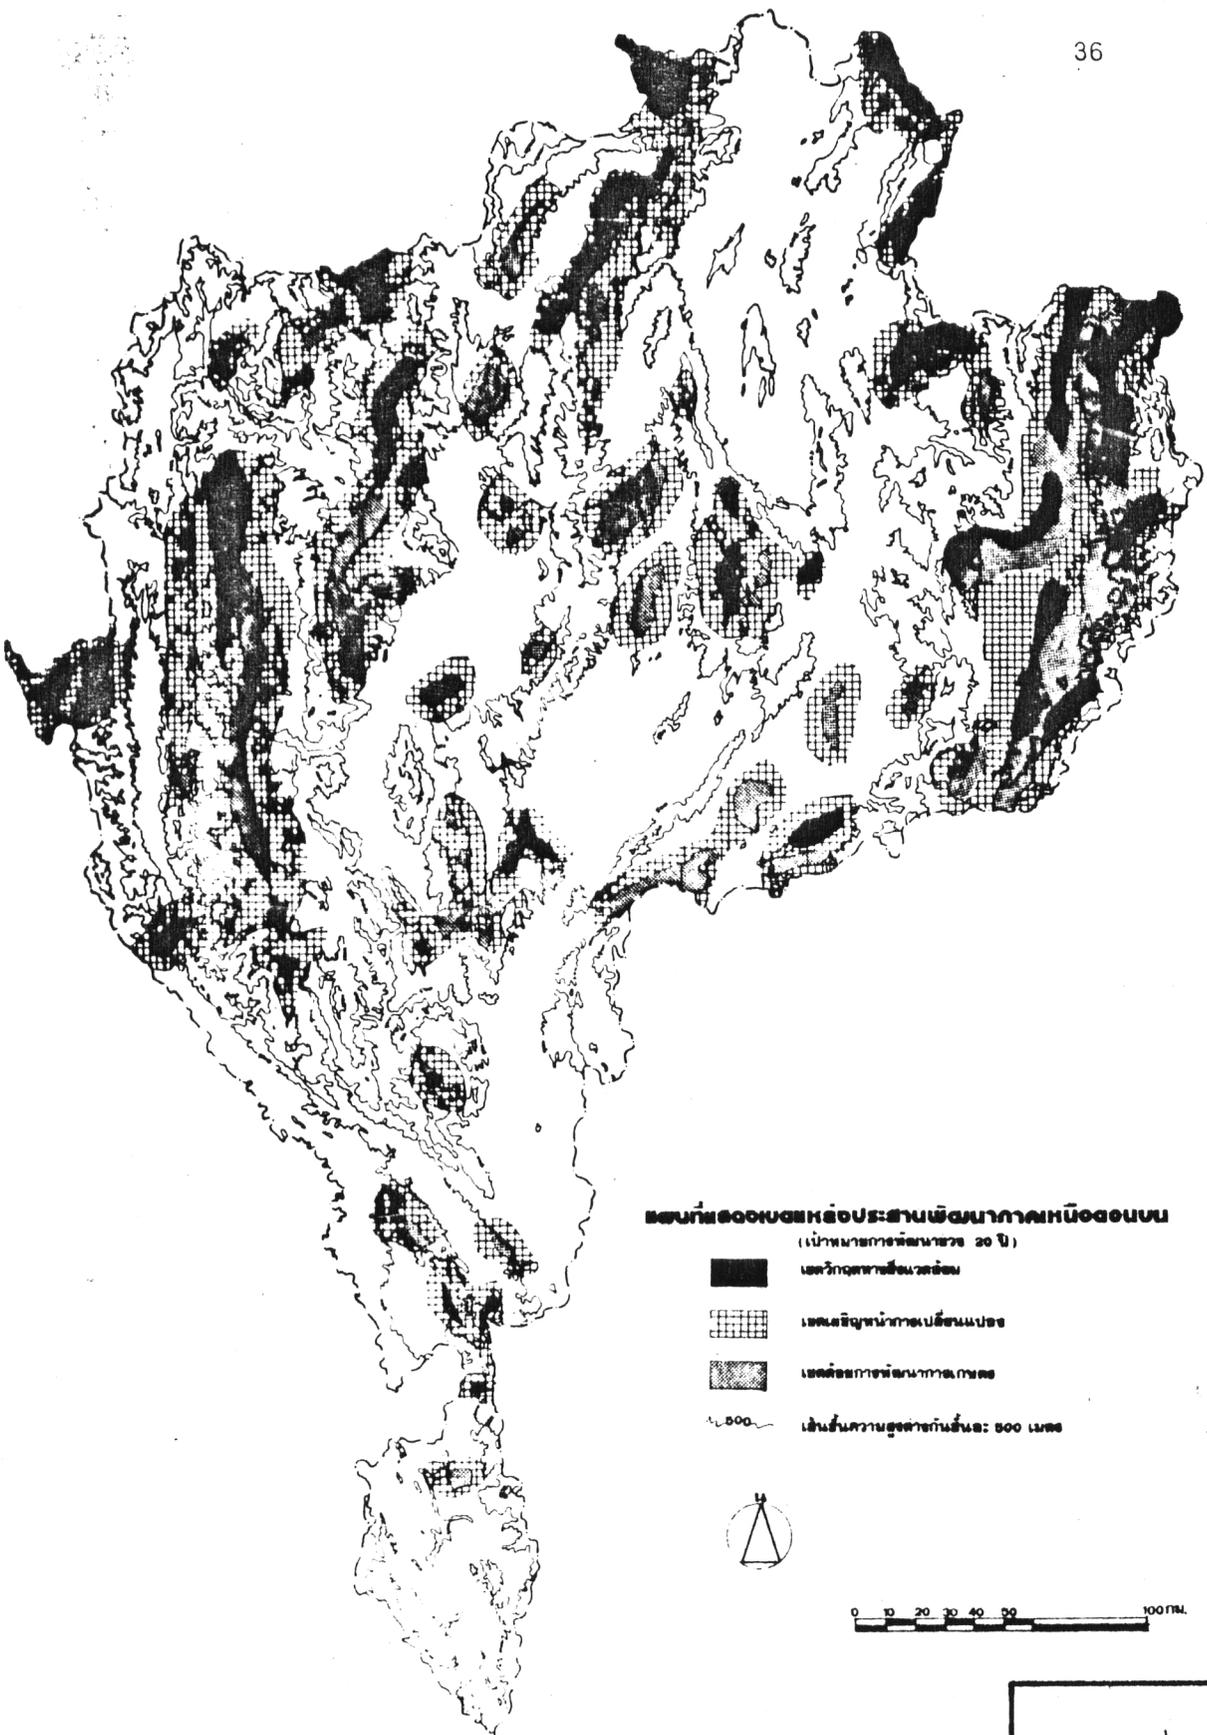 36
แผนที่แสดงเขตแหล่งประสานพัฒนาภาคเหนือตอนบน
(เป้าหมายการพัฒนาช่วง 20 ปี)
เขตวิกฤตทางสิ่งแวดล้อม
เขตเผชิญหน้าการเปลี่ยนแปลง
เขตด้อยการพัฒนาการเกษตร
500
เส้นชั้นความสูงต่างกันชั้นละ 500 เมตร
0 10 20 30 40 50 100 กม.